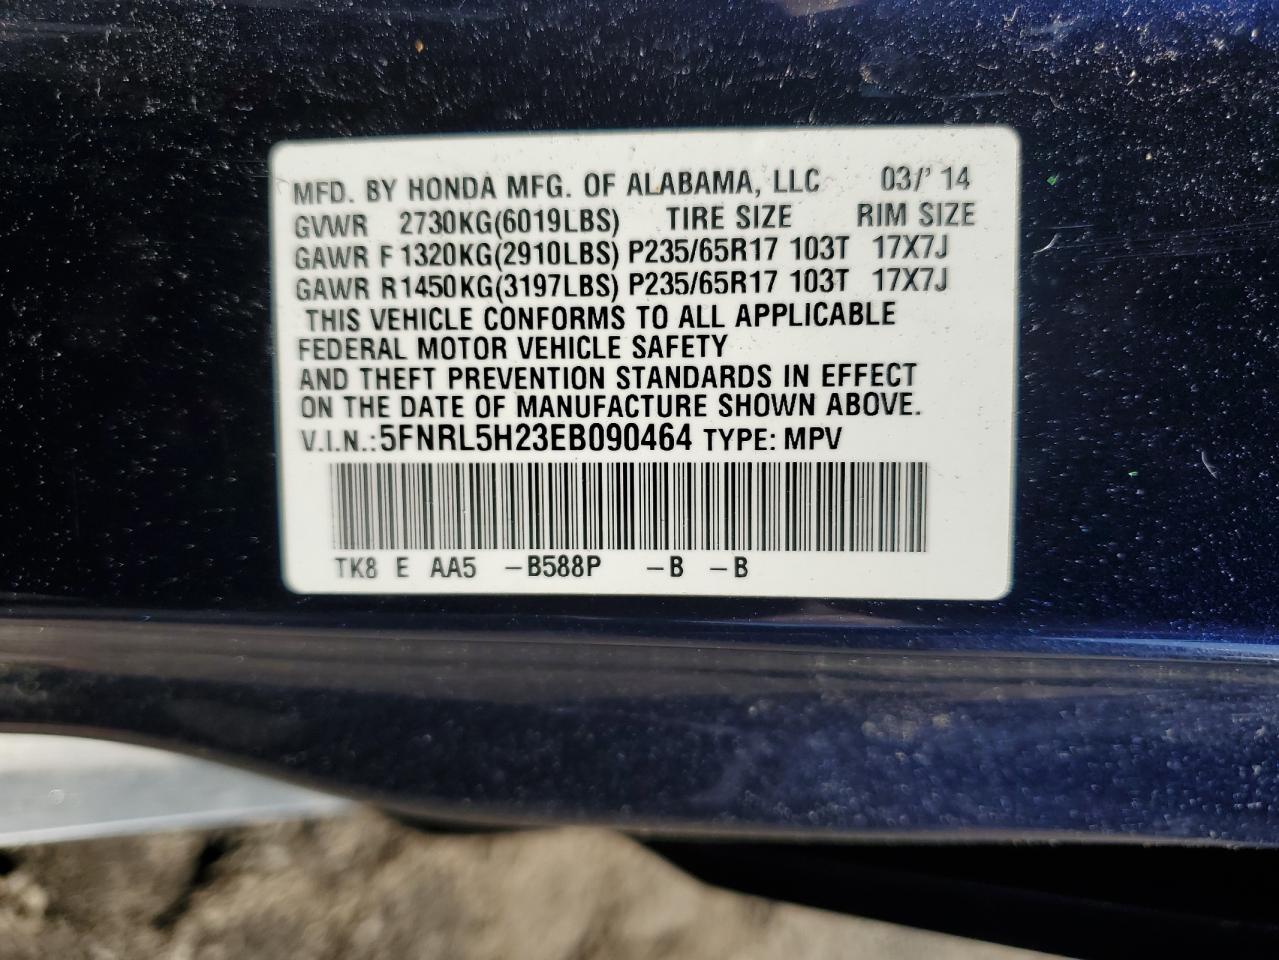 MFD. BY HONDA MFG. OF ALABAMA, LLC 03/' 14
GVWR 2730KG(6019LBS) TIRE SIZE RIM SIZE
GAWR F 1320KG(2910LBS) P235/65R17 103T 17X7J
GAWR R1450KG(3197LBS) P235/65R17 103T 17X7J
THIS VEHICLE CONFORMS TO ALL APPLICABLE
FEDERAL MOTOR VEHICLE SAFETY
AND THEFT PREVENTION STANDARDS IN EFFECT
ON THE DATE OF MANUFACTURE SHOWN ABOVE.
V.I.N.: 5FNRL5H23EB090464 TYPE: MPV
TK8 E AA5 -B588P -B -B